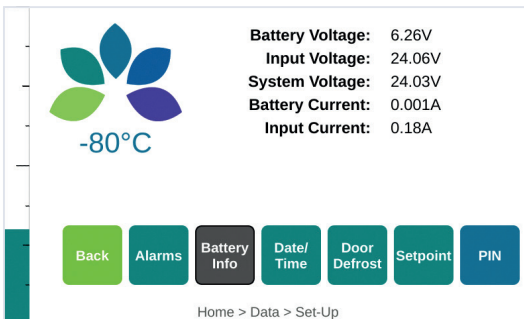 Battery Voltage: 6.26V
Input Voltage: 24.06V
System Voltage: 24.03V
Battery Current: 0.001A
Input Current: 0.18A
-80°C
Back
Alarms
Battery
Info
Date/
Time
Door
Defrost
Setpoint
PIN
Home > Data > Set-Up